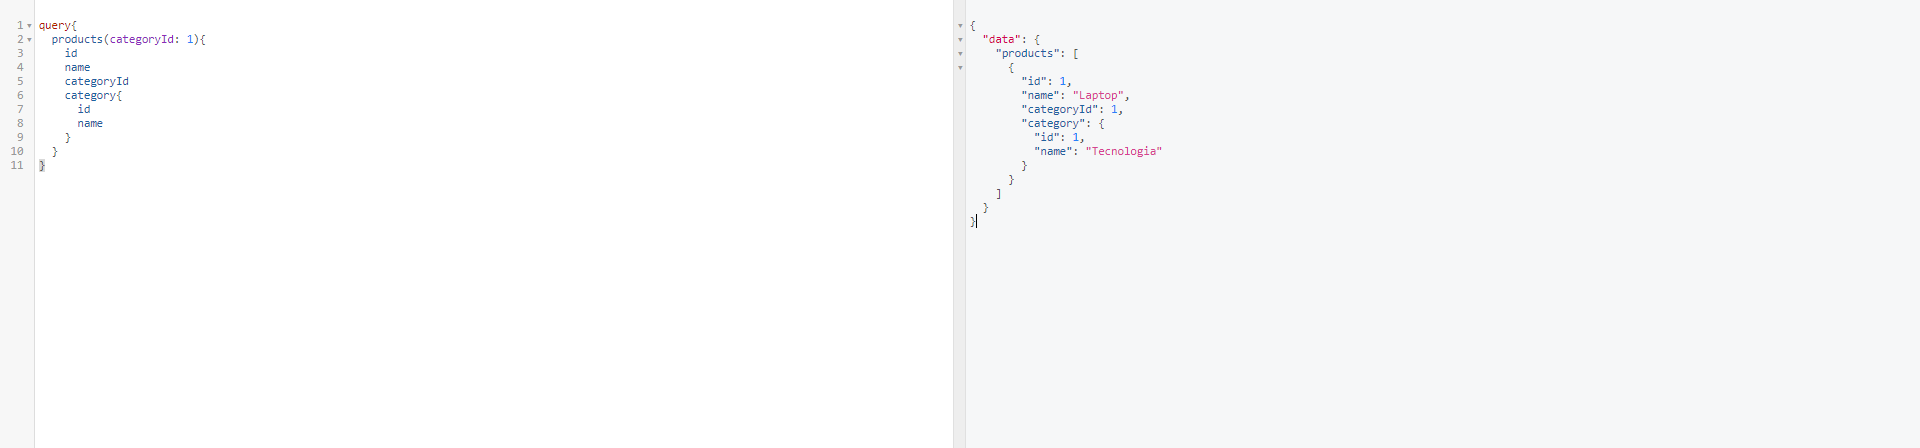 1 query{
2   products(categoryId: 1){
3     id
4     name
5     categoryId
6     category{
7       id
8       name
9     }
10   }
11 }
{
  "data": {
    "products": [
      {
        "id": 1,
        "name": "Laptop",
        "categoryId": 1,
        "category": {
          "id": 1,
          "name": "Tecnologia"
        }
      }
    ]
  }
}